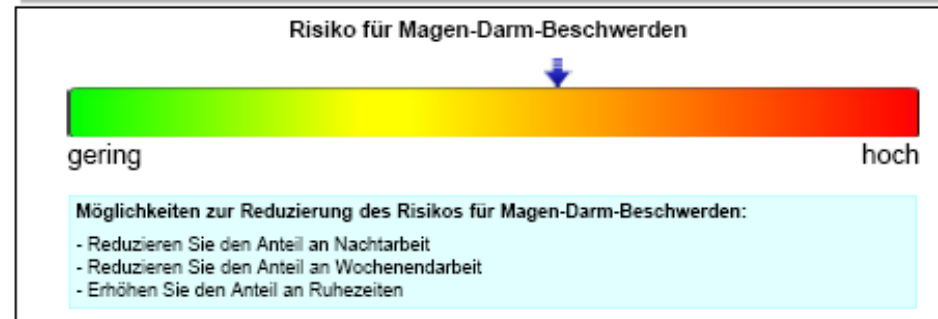 Risiko für Magen-Darm-Beschwerden
gering hoch
Möglichkeiten zur Reduzierung des Risikos für Magen-Darm-Beschwerden:
- Reduzieren Sie den Anteil an Nachtarbeit
- Reduzieren Sie den Anteil an Wochenendarbeit
- Erhöhen Sie den Anteil an Ruhezeiten